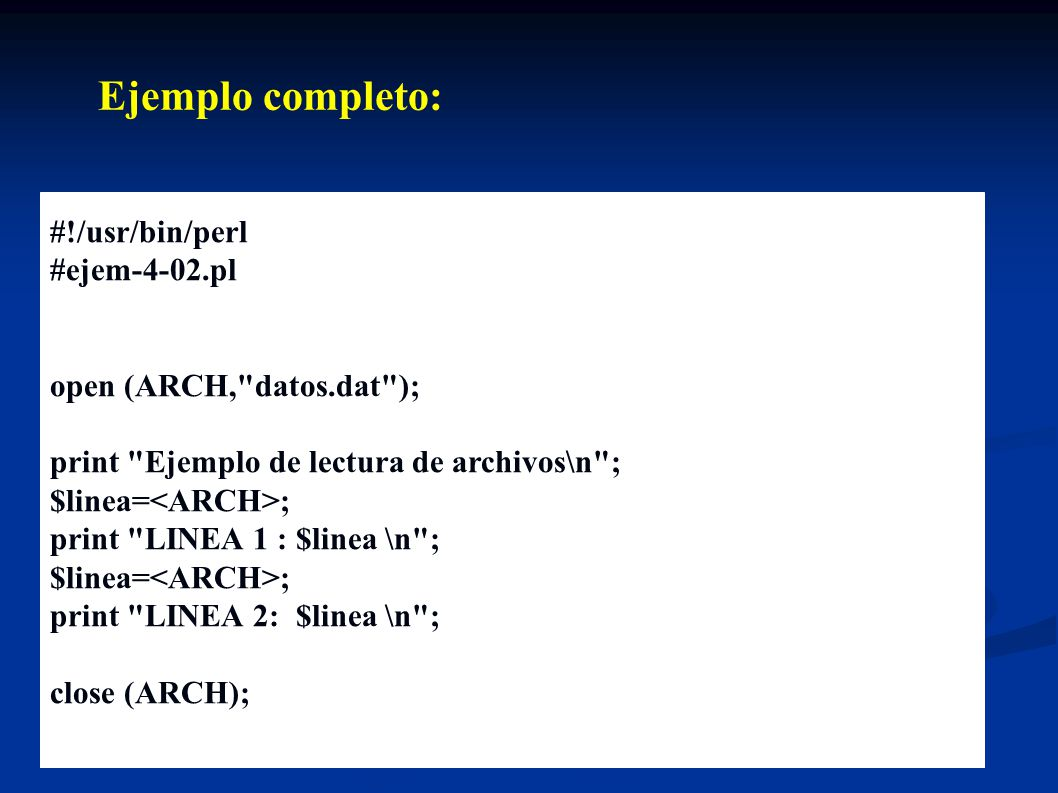 Ejemplo completo:
#!/usr/bin/perl
#ejem-4-02.pl
open (ARCH,"datos.dat");
print "Ejemplo de lectura de archivos\n";
$linea=<ARCH>;
print "LINEA 1 : $linea \n";
$linea=<ARCH>;
print "LINEA 2:  $linea \n";
close (ARCH);